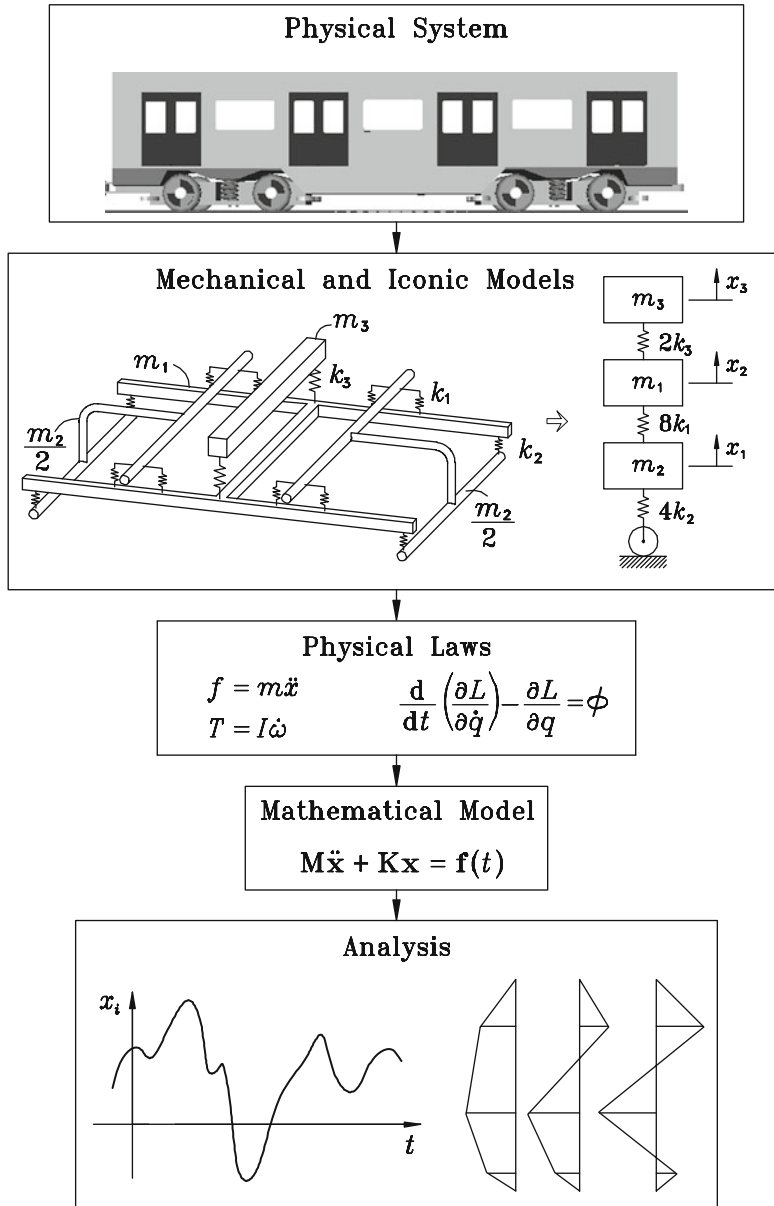 Physical System
Mechanical and Iconic Models
m₃
m₁
k₃
k₁
m₂/2
k₂
m₂/2
⇨
m₃
x₃
2k₃
m₁
x₂
8k₁
m₂
x₁
4k₂
Physical Laws
f = mẍ
d/dt (∂L/∂q̇) − ∂L/∂q = ϕ
T = Iω̇
Mathematical Model
Mẍ + Kx = f(t)
Analysis
xᵢ
t